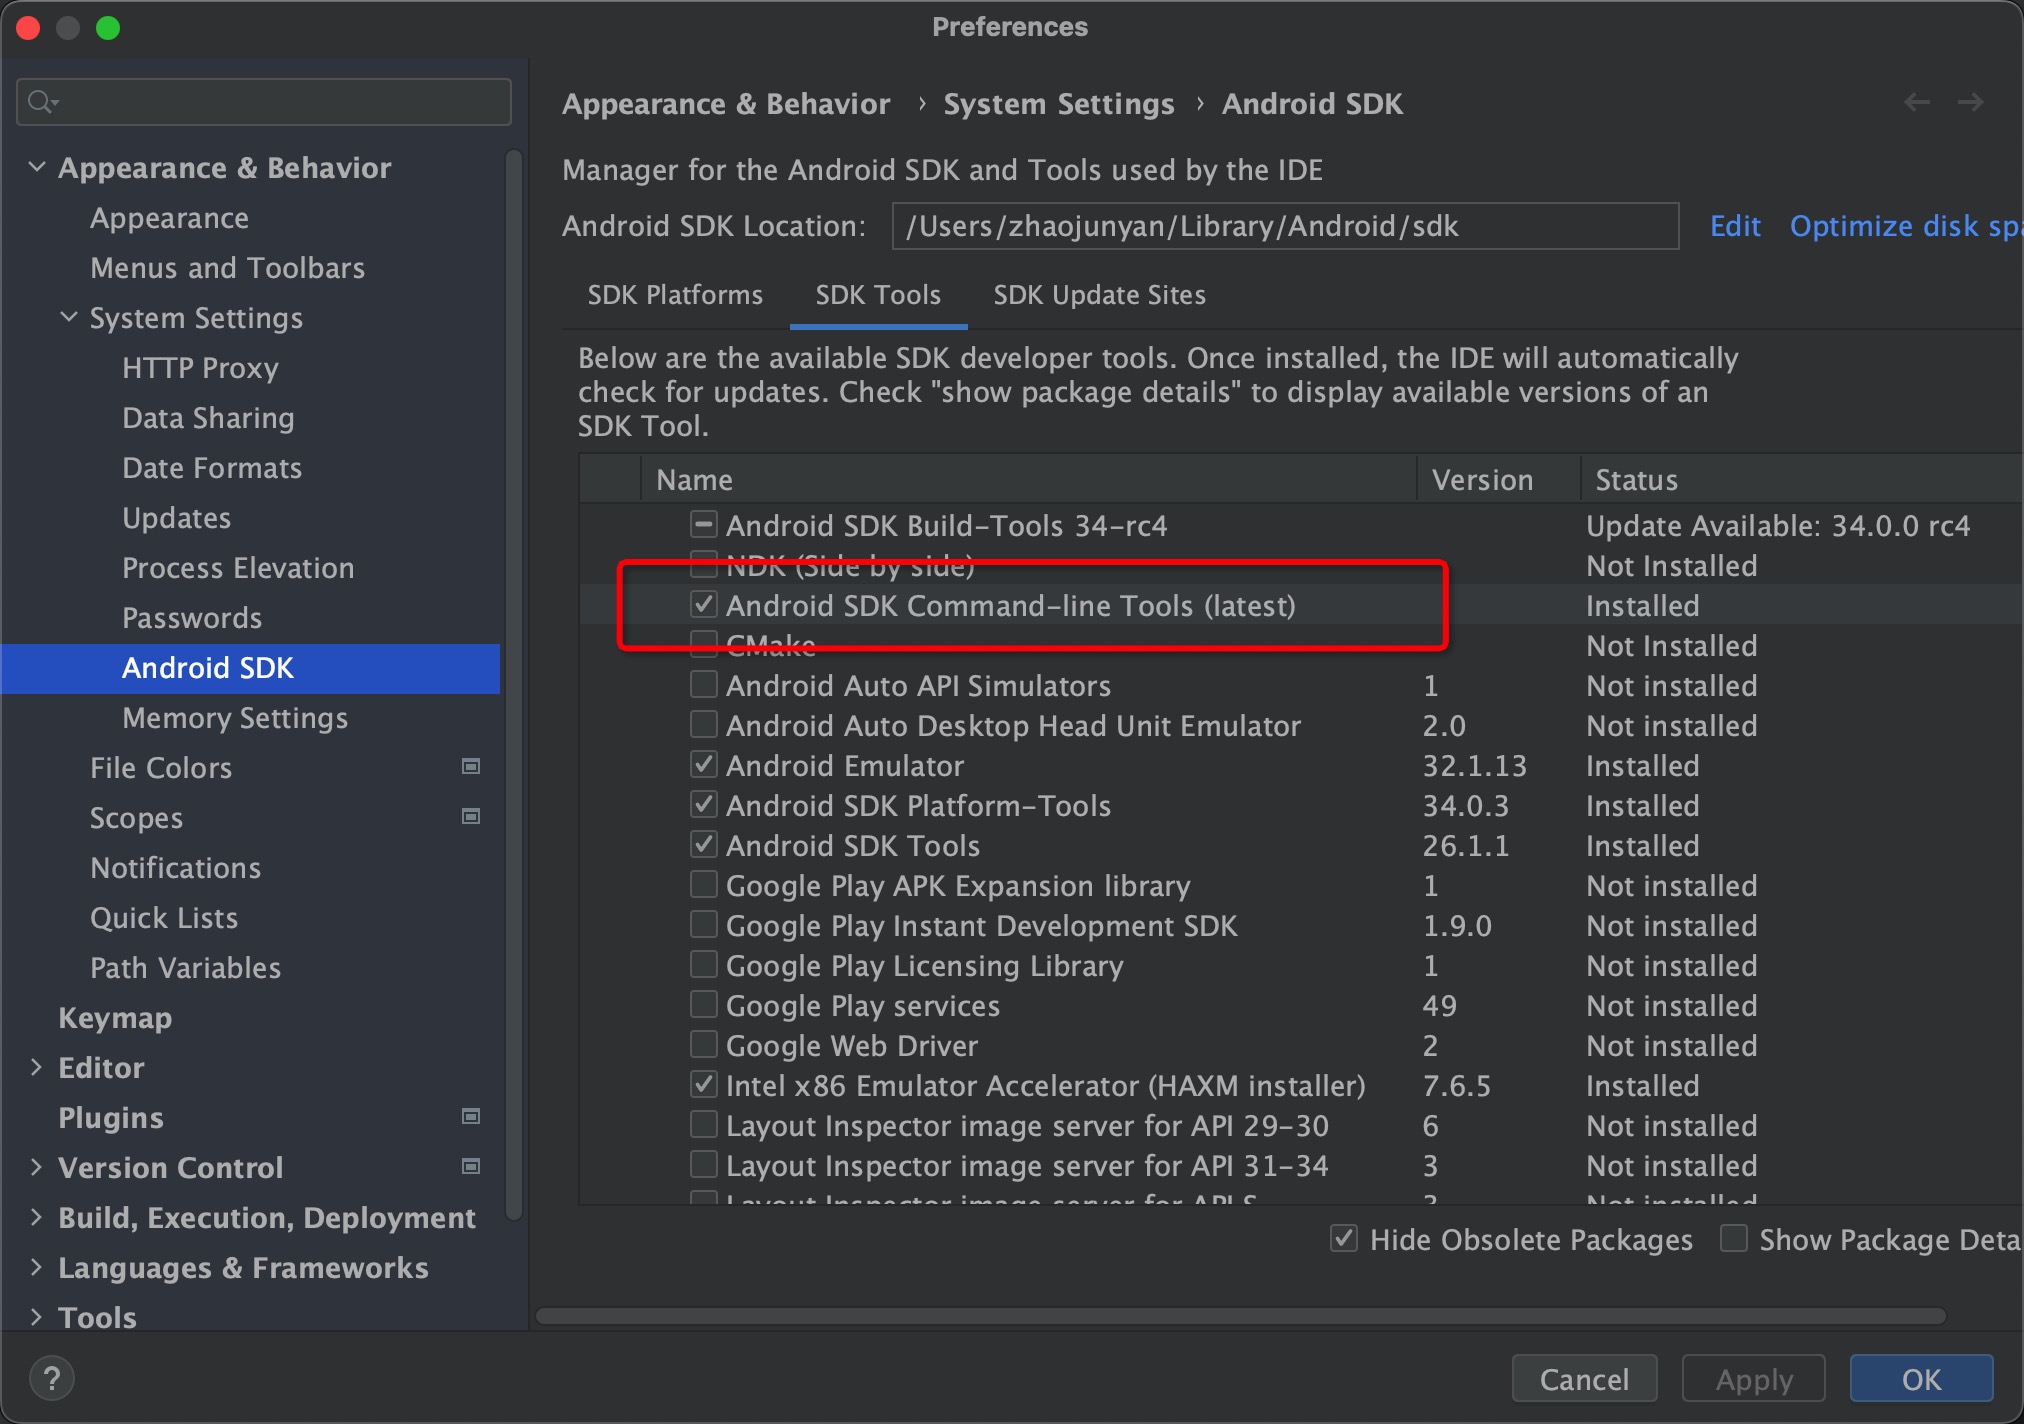 Preferences
Appearance & Behavior
Appearance
Menus and Toolbars
System Settings
HTTP Proxy
Data Sharing
Date Formats
Updates
Process Elevation
Passwords
Android SDK
Memory Settings
File Colors
Scopes
Notifications
Quick Lists
Path Variables
Keymap
Editor
Plugins
Version Control
Build, Execution, Deployment
Languages & Frameworks
Tools
Appearance & Behavior › System Settings › Android SDK
Manager for the Android SDK and Tools used by the IDE
Android SDK Location: /Users/zhaojunyan/Library/Android/sdk Edit Optimize disk spa
SDK Platforms SDK Tools SDK Update Sites
Below are the available SDK developer tools. Once installed, the IDE will automatically
check for updates. Check "show package details" to display available versions of an
SDK Tool.
Name Version Status
Android SDK Build-Tools 34-rc4 Update Available: 34.0.0 rc4
NDK (Side by side) Not Installed
Android SDK Command-line Tools (latest) Installed
CMake Not Installed
Android Auto API Simulators 1 Not installed
Android Auto Desktop Head Unit Emulator 2.0 Not installed
Android Emulator 32.1.13 Installed
Android SDK Platform-Tools 34.0.3 Installed
Android SDK Tools 26.1.1 Installed
Google Play APK Expansion library 1 Not installed
Google Play Instant Development SDK 1.9.0 Not installed
Google Play Licensing Library 1 Not installed
Google Play services 49 Not installed
Google Web Driver 2 Not installed
Intel x86 Emulator Accelerator (HAXM installer) 7.6.5 Installed
Layout Inspector image server for API 29-30 6 Not installed
Layout Inspector image server for API 31-34 3 Not installed
Layout Inspector image server for API S 3 Not installed
Hide Obsolete Packages Show Package Deta
? Cancel Apply OK